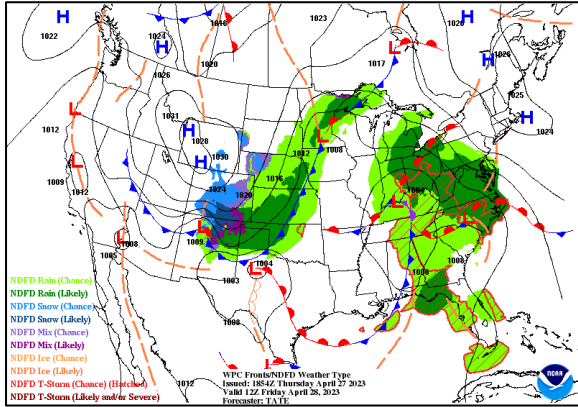 H
1022
H
1024
1018
1023
H
1020
1026
1020
L
1017
H
1026
1025
H
1024
1031
H
1028
L
1012
L
1009
1012
H
1030
1024
1016
1012
L
1008
1020
L
1004
L
L
1008
1005
L
1009
1003
L
1004
1008
1008
1008
L
1012
NDFD Rain (Chance)
NDFD Rain (Likely)
NDFD Snow (Chance)
NDFD Snow (Likely)
NDFD Mix (Chance)
NDFD Mix (Likely)
NDFD Ice (Chance)
NDFD Ice (Likely)
NDFD T-Storm (Chance) (Hatched)
NDFD T-Storm (Likely and/or Severe)
WPC Fronts/NDFD Weather Type
Issued: 1854Z Thursday April 27 2023
Valid 12Z Friday April 28, 2023
Forecaster: TATE
NOAA